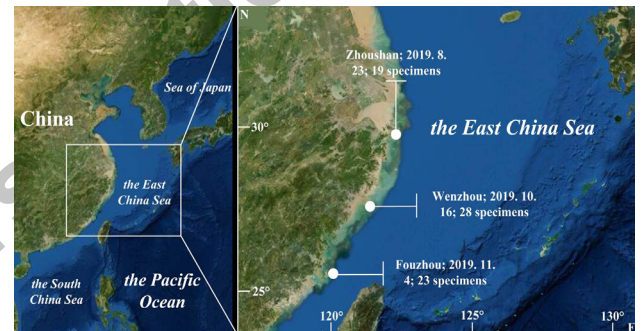 N
Zhoushan; 2019. 8.
23; 19 specimens
Sea of Japan
China
30°
the East China Sea
the East
China Sea
Wenzhou; 2019. 10.
16; 28 specimens
Fouzhou; 2019. 11.
4; 23 specimens
the South
China Sea
the Pacific
Ocean
25°
120°
125°
130°
E